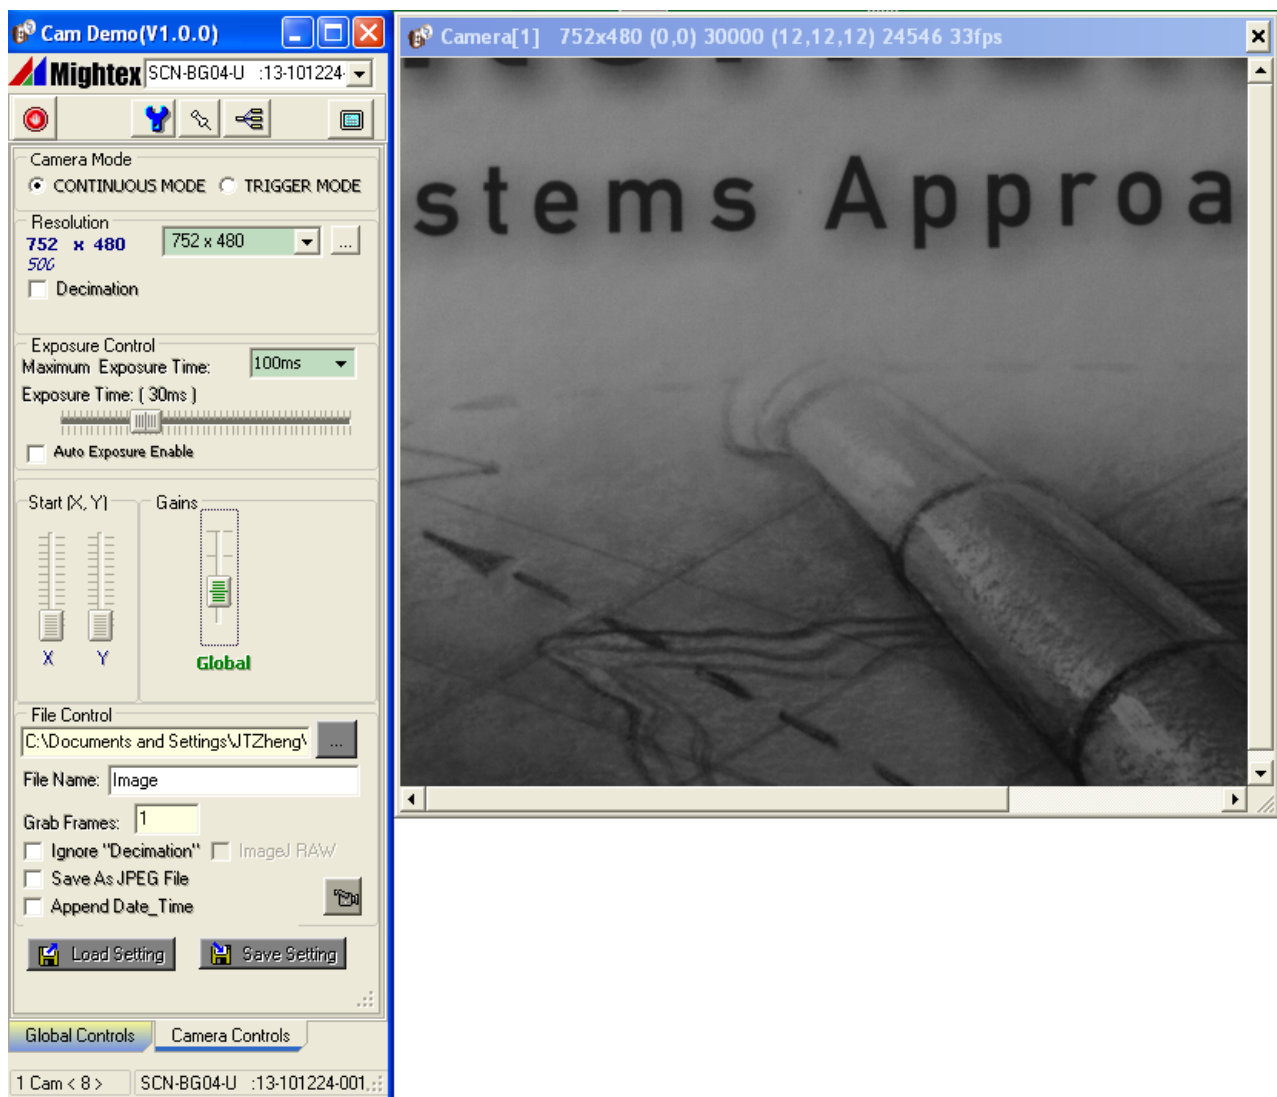 Cam Demo(V1.0.0)
Mightex SCN-BG04-U :13-101224-
Camera Mode
CONTINUOUS MODE TRIGGER MODE
Resolution
752 x 480 752 x 480 ...
Decimation
Exposure Control
Maximum Exposure Time: 100ms
Exposure Time: ( 30ms )
Auto Exposure Enable
Start (X, Y) Gains
X Y Global
File Control
C:\Documents and Settings\JTZheng\ ...
File Name: Image
Grab Frames: 1
Ignore "Decimation" ImageJ RAW
Save As JPEG File
Append Date_Time
Load Setting Save Setting
Global Controls Camera Controls
1 Cam < 8 > SCN-BG04-U :13-101224-001
Camera[1] 752x480 (0,0) 30000 (12,12,12) 24546 33fps
stems Approa